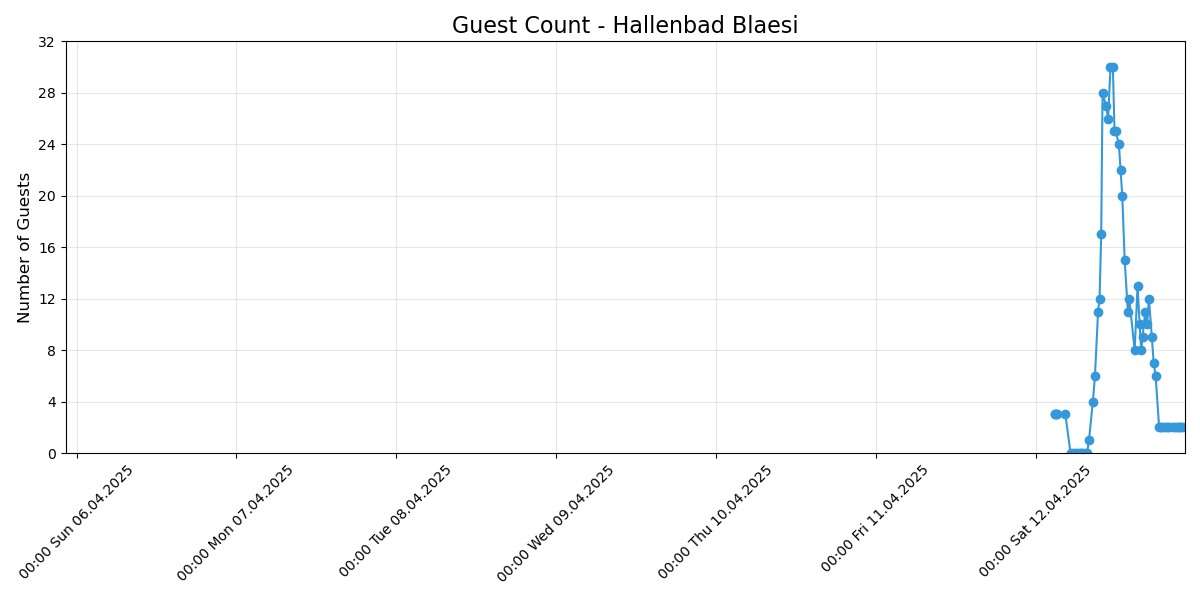 Guest Count - Hallenbad Blaesi
Number of Guests
32
28
24
20
16
12
8
4
0
00:00 Sun 06.04.2025
00:00 Mon 07.04.2025
00:00 Tue 08.04.2025
00:00 Wed 09.04.2025
00:00 Thu 10.04.2025
00:00 Fri 11.04.2025
00:00 Sat 12.04.2025